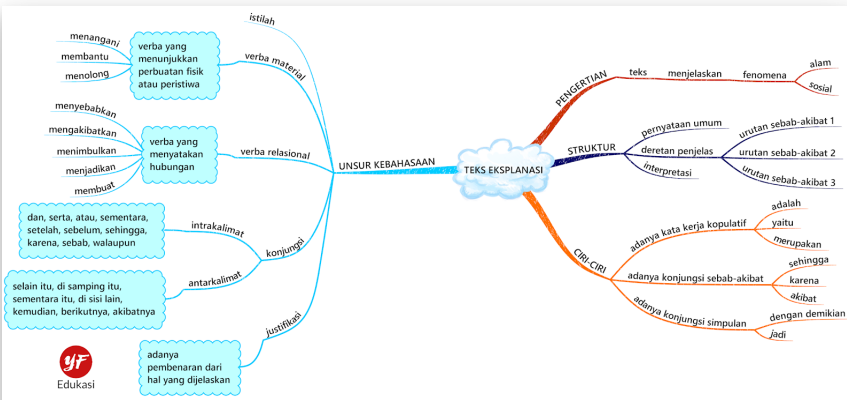 TEKS EKSPLANASI
PENGERTIAN
teks
menjelaskan
fenomena
alam
sosial
STRUKTUR
pernyataan umum
deretan penjelas
urutan sebab-akibat 1
urutan sebab-akibat 2
urutan sebab-akibat 3
interpretasi
CIRI-CIRI
adanya kata kerja kopulatif
adalah
yaitu
merupakan
adanya konjungsi sebab-akibat
sehingga
karena
akibat
adanya konjungsi simpulan
dengan demikian
jadi
UNSUR KEBAHASAAN
istilah
verba material
verba yang
menunjukkan
perbuatan fisik
atau peristiwa
menangani
membantu
menolong
verba relasional
verba yang
menyatakan
hubungan
menyebabkan
mengakibatkan
menimbulkan
menjadikan
membuat
konjungsi
intrakalimat
dan, serta, atau, sementara,
setelah, sebelum, sehingga,
karena, sebab, walaupun
antarkalimat
selain itu, di samping itu,
sementara itu, di sisi lain,
kemudian, berikutnya, akibatnya
justifikasi
adanya
pembenaran dari
hal yang dijelaskan
YF
Edukasi